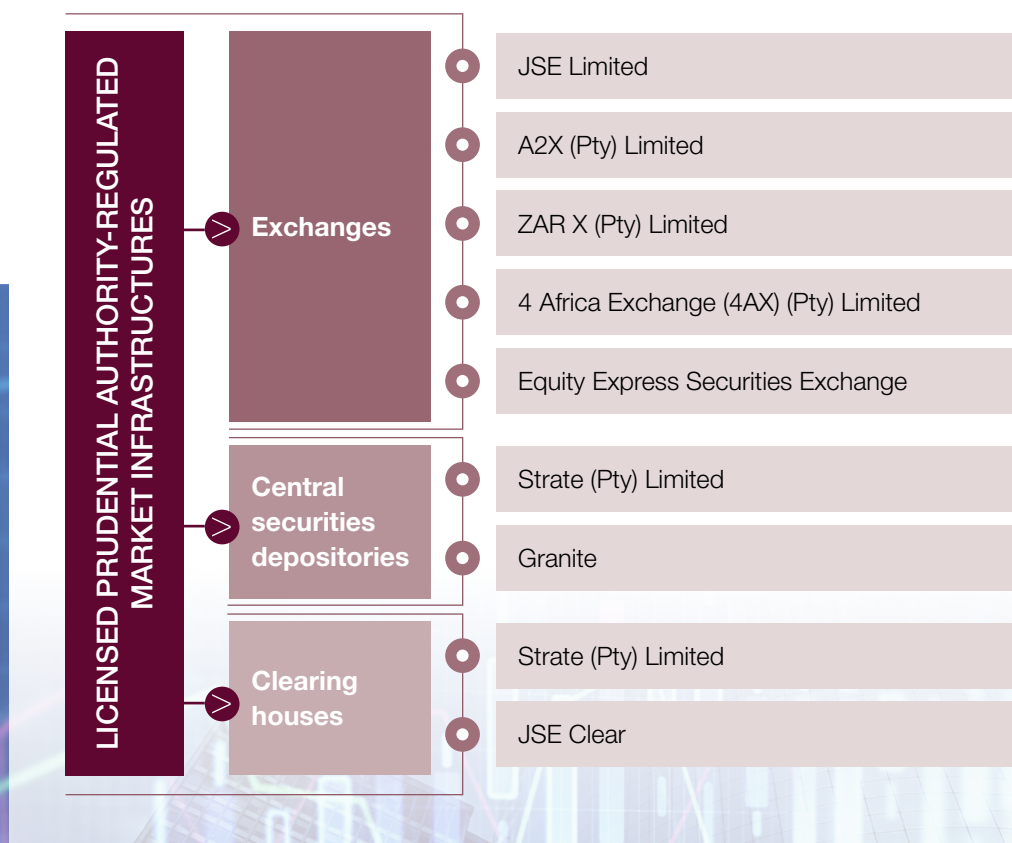 LICENSED PRUDENTIAL AUTHORITY-REGULATED
MARKET INFRASTRUCTURES
Exchanges
JSE Limited
A2X (Pty) Limited
ZAR X (Pty) Limited
4 Africa Exchange (4AX) (Pty) Limited
Equity Express Securities Exchange
Central
securities
depositories
Strate (Pty) Limited
Granite
Clearing
houses
Strate (Pty) Limited
JSE Clear